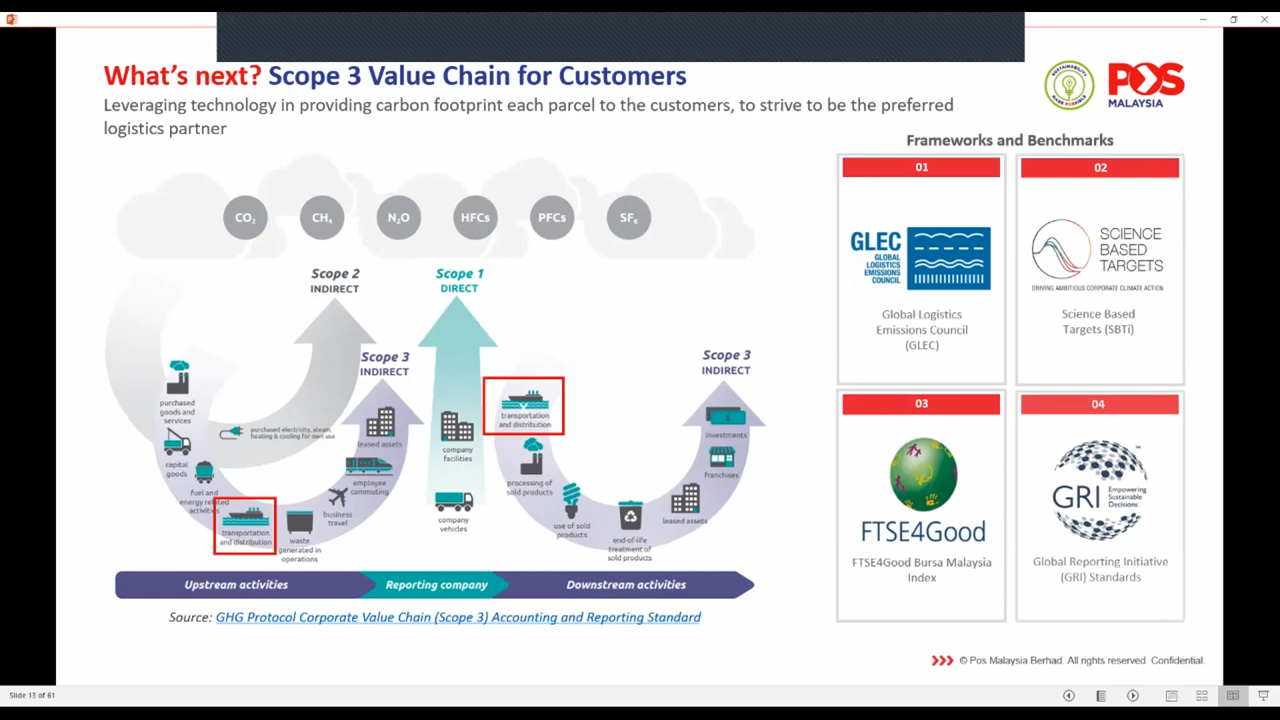 What's next? Scope 3 Value Chain for Customers
Leveraging technology in providing carbon footprint each parcel to the customers, to strive to be the preferred
logistics partner
SUSTAINABILITY
MADE POSSIBLE
POS
MALAYSIA
CO₂
CH₄
N₂O
HFCs
PFCs
SF₆
Scope 2
INDIRECT
Scope 1
DIRECT
Scope 3
INDIRECT
Scope 3
INDIRECT
purchased
goods and
services
capital
goods
fuel and
energy related
activities
transportation
and distribution
purchased electricity, steam,
heating & cooling for own use
waste
generated in
operations
business
travel
employee
commuting
leased assets
company
facilities
company
vehicles
transportation
and distribution
processing of
sold products
use of sold
products
end-of-life
treatment of
sold products
leased assets
franchises
investments
Upstream activities
Reporting company
Downstream activities
Source: GHG Protocol Corporate Value Chain (Scope 3) Accounting and Reporting Standard
Frameworks and Benchmarks
01
GLEC
GLOBAL
LOGISTICS
EMISSIONS
COUNCIL
Global Logistics
Emissions Council
(GLEC)
02
SCIENCE
BASED
TARGETS
DRIVING AMBITIOUS CORPORATE CLIMATE ACTION
Science Based
Targets (SBTi)
03
FTSE4Good
FTSE4Good Bursa Malaysia
Index
04
GRI
Empowering
Sustainable
Decisions
Global Reporting Initiative
(GRI) Standards
© Pos Malaysia Berhad. All rights reserved. Confidential.
Slide 13 of 61